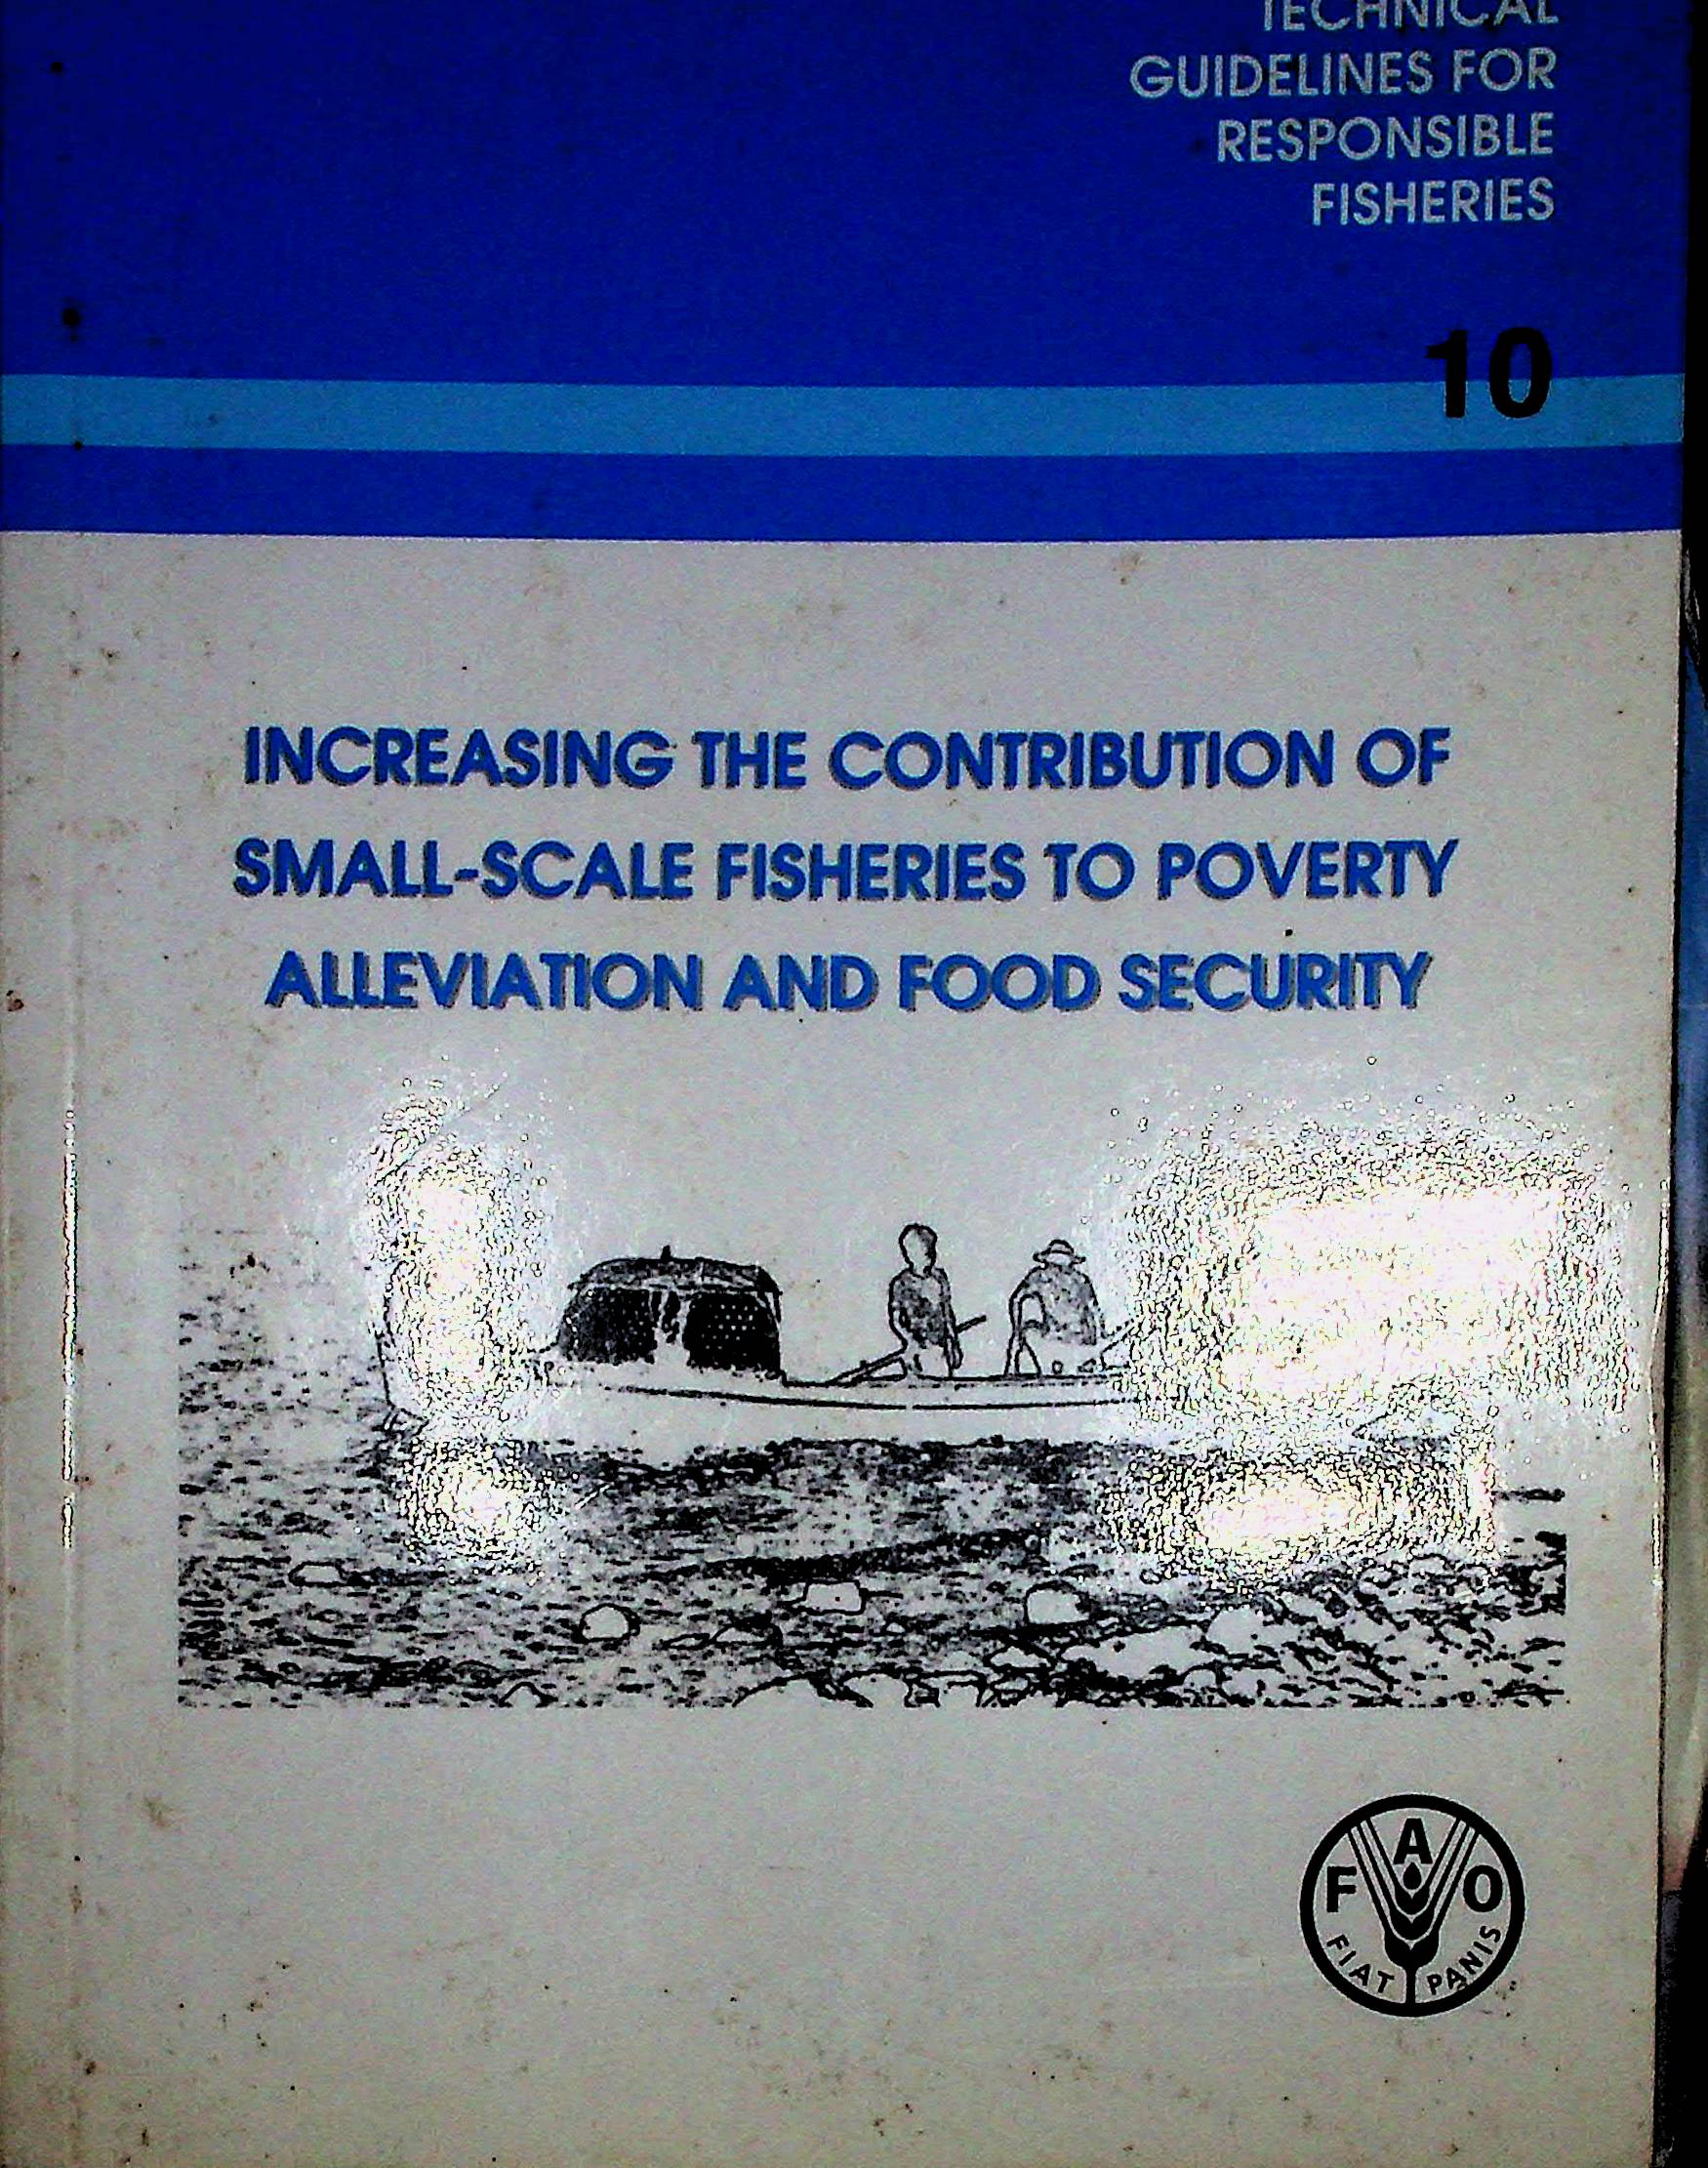 TECHNICAL
GUIDELINES FOR
RESPONSIBLE
FISHERIES
10
INCREASING THE CONTRIBUTION OF
SMALL-SCALE FISHERIES TO POVERTY
ALLEVIATION AND FOOD SECURITY
F A O
FIAT PANIS